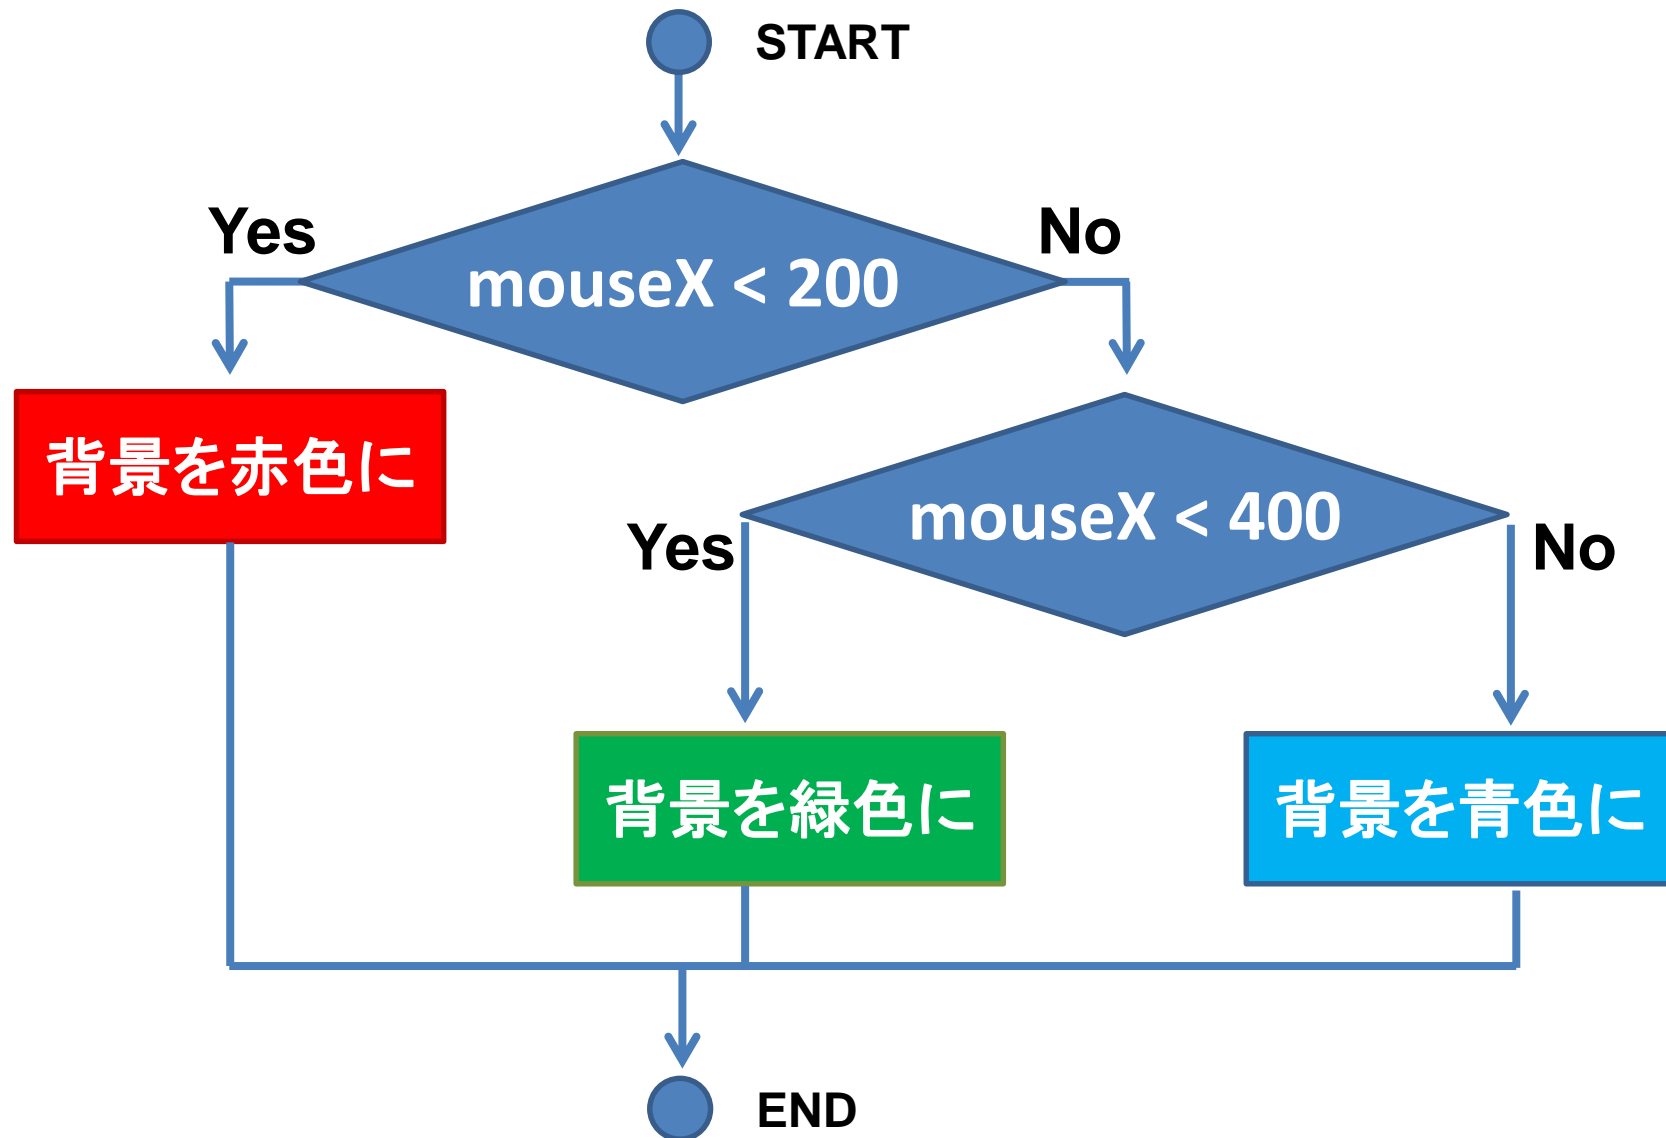 START
Yes
No
mouseX < 200
背景を赤色に
mouseX < 400
Yes
No
背景を緑色に
背景を青色に
END